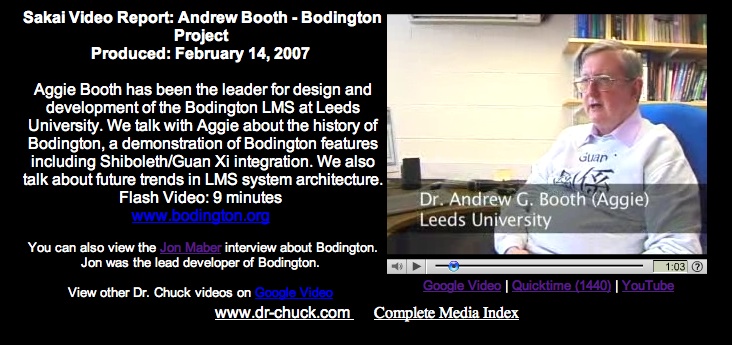 Sakai Video Report: Andrew Booth - Bodington
Project
Produced: February 14, 2007
Aggie Booth has been the leader for design and
development of the Bodington LMS at Leeds
University. We talk with Aggie about the history of
Bodington, a demonstration of Bodington features
including Shiboleth/Guan Xi integration. We also
talk about future trends in LMS system architecture.
Flash Video: 9 minutes
www.bodington.org
You can also view the Jon Maber interview about Bodington.
Jon was the lead developer of Bodington.
View other Dr. Chuck videos on Google Video
Guan
係
Dr. Andrew G. Booth (Aggie)
Leeds University
1:03 ?
Google Video | Quicktime (1440) | YouTube
www.dr-chuck.com Complete Media Index